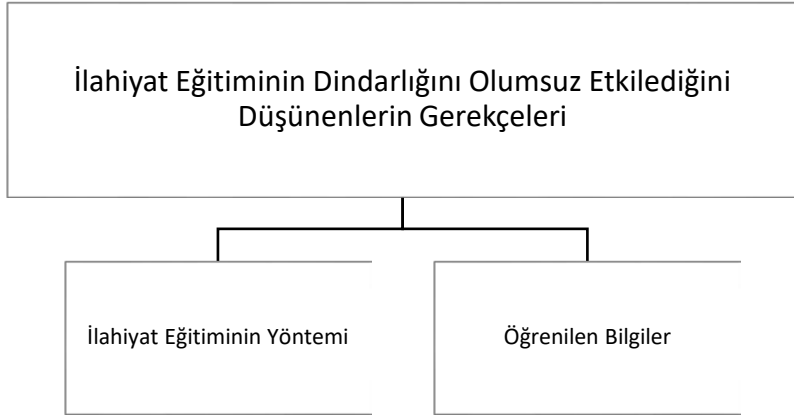 İlahiyat Eğitiminin Dindarlığını Olumsuz Etkilediğini
Düşünenlerin Gerekçeleri
İlahiyat Eğitiminin Yöntemi
Öğrenilen Bilgiler